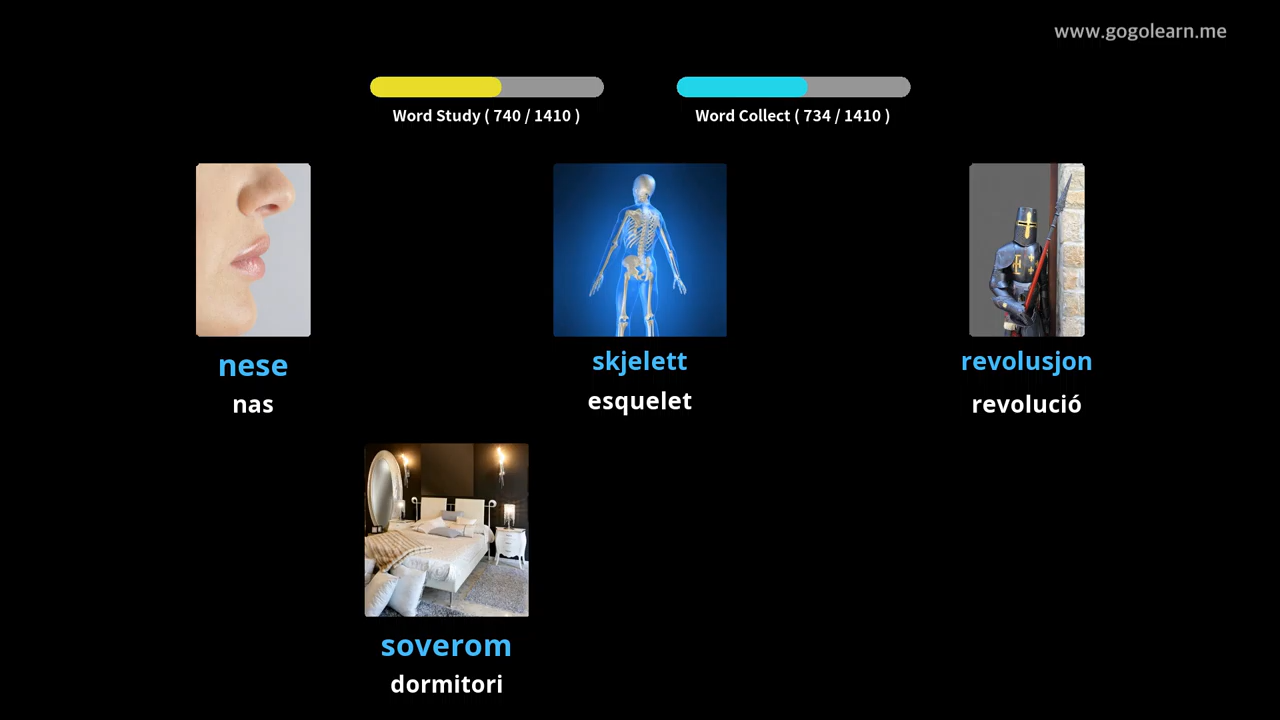 www.gogolearn.me
Word Study ( 740 / 1410 )
Word Collect ( 734 / 1410 )
nese
nas
skjelett
esquelet
revolusjon
revolució
soverom
dormitori